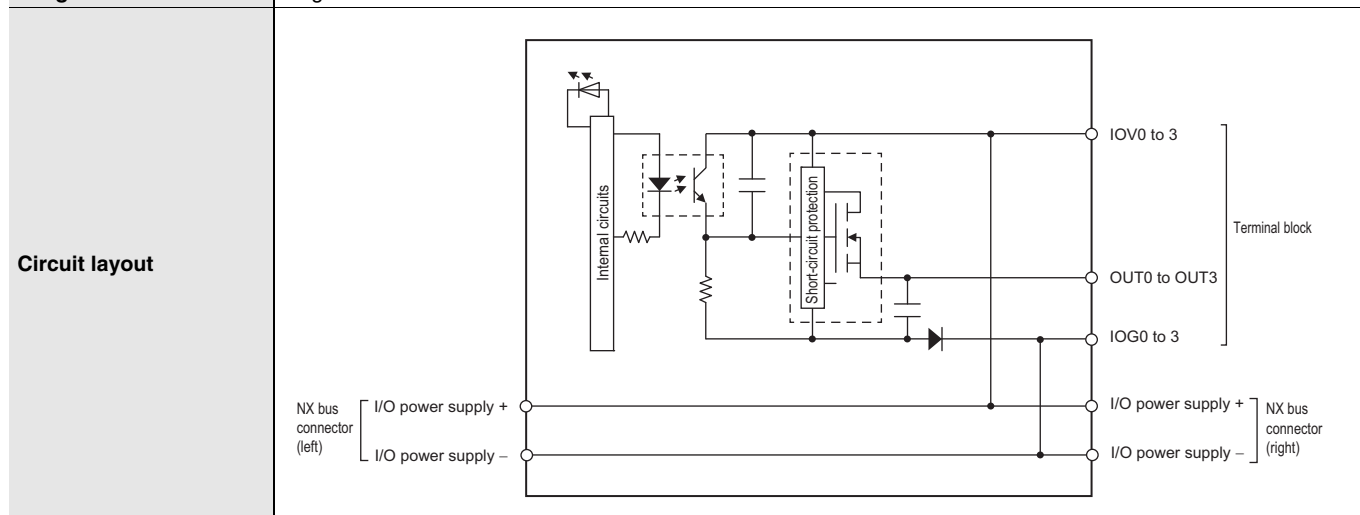 Circuit layout
Internal circuits
Short-circuit protection
IOV0 to 3
Terminal block
OUT0 to OUT3
IOG0 to 3
NX bus
connector
(left)
I/O power supply +
I/O power supply −
I/O power supply +
I/O power supply −
NX bus
connector
(right)